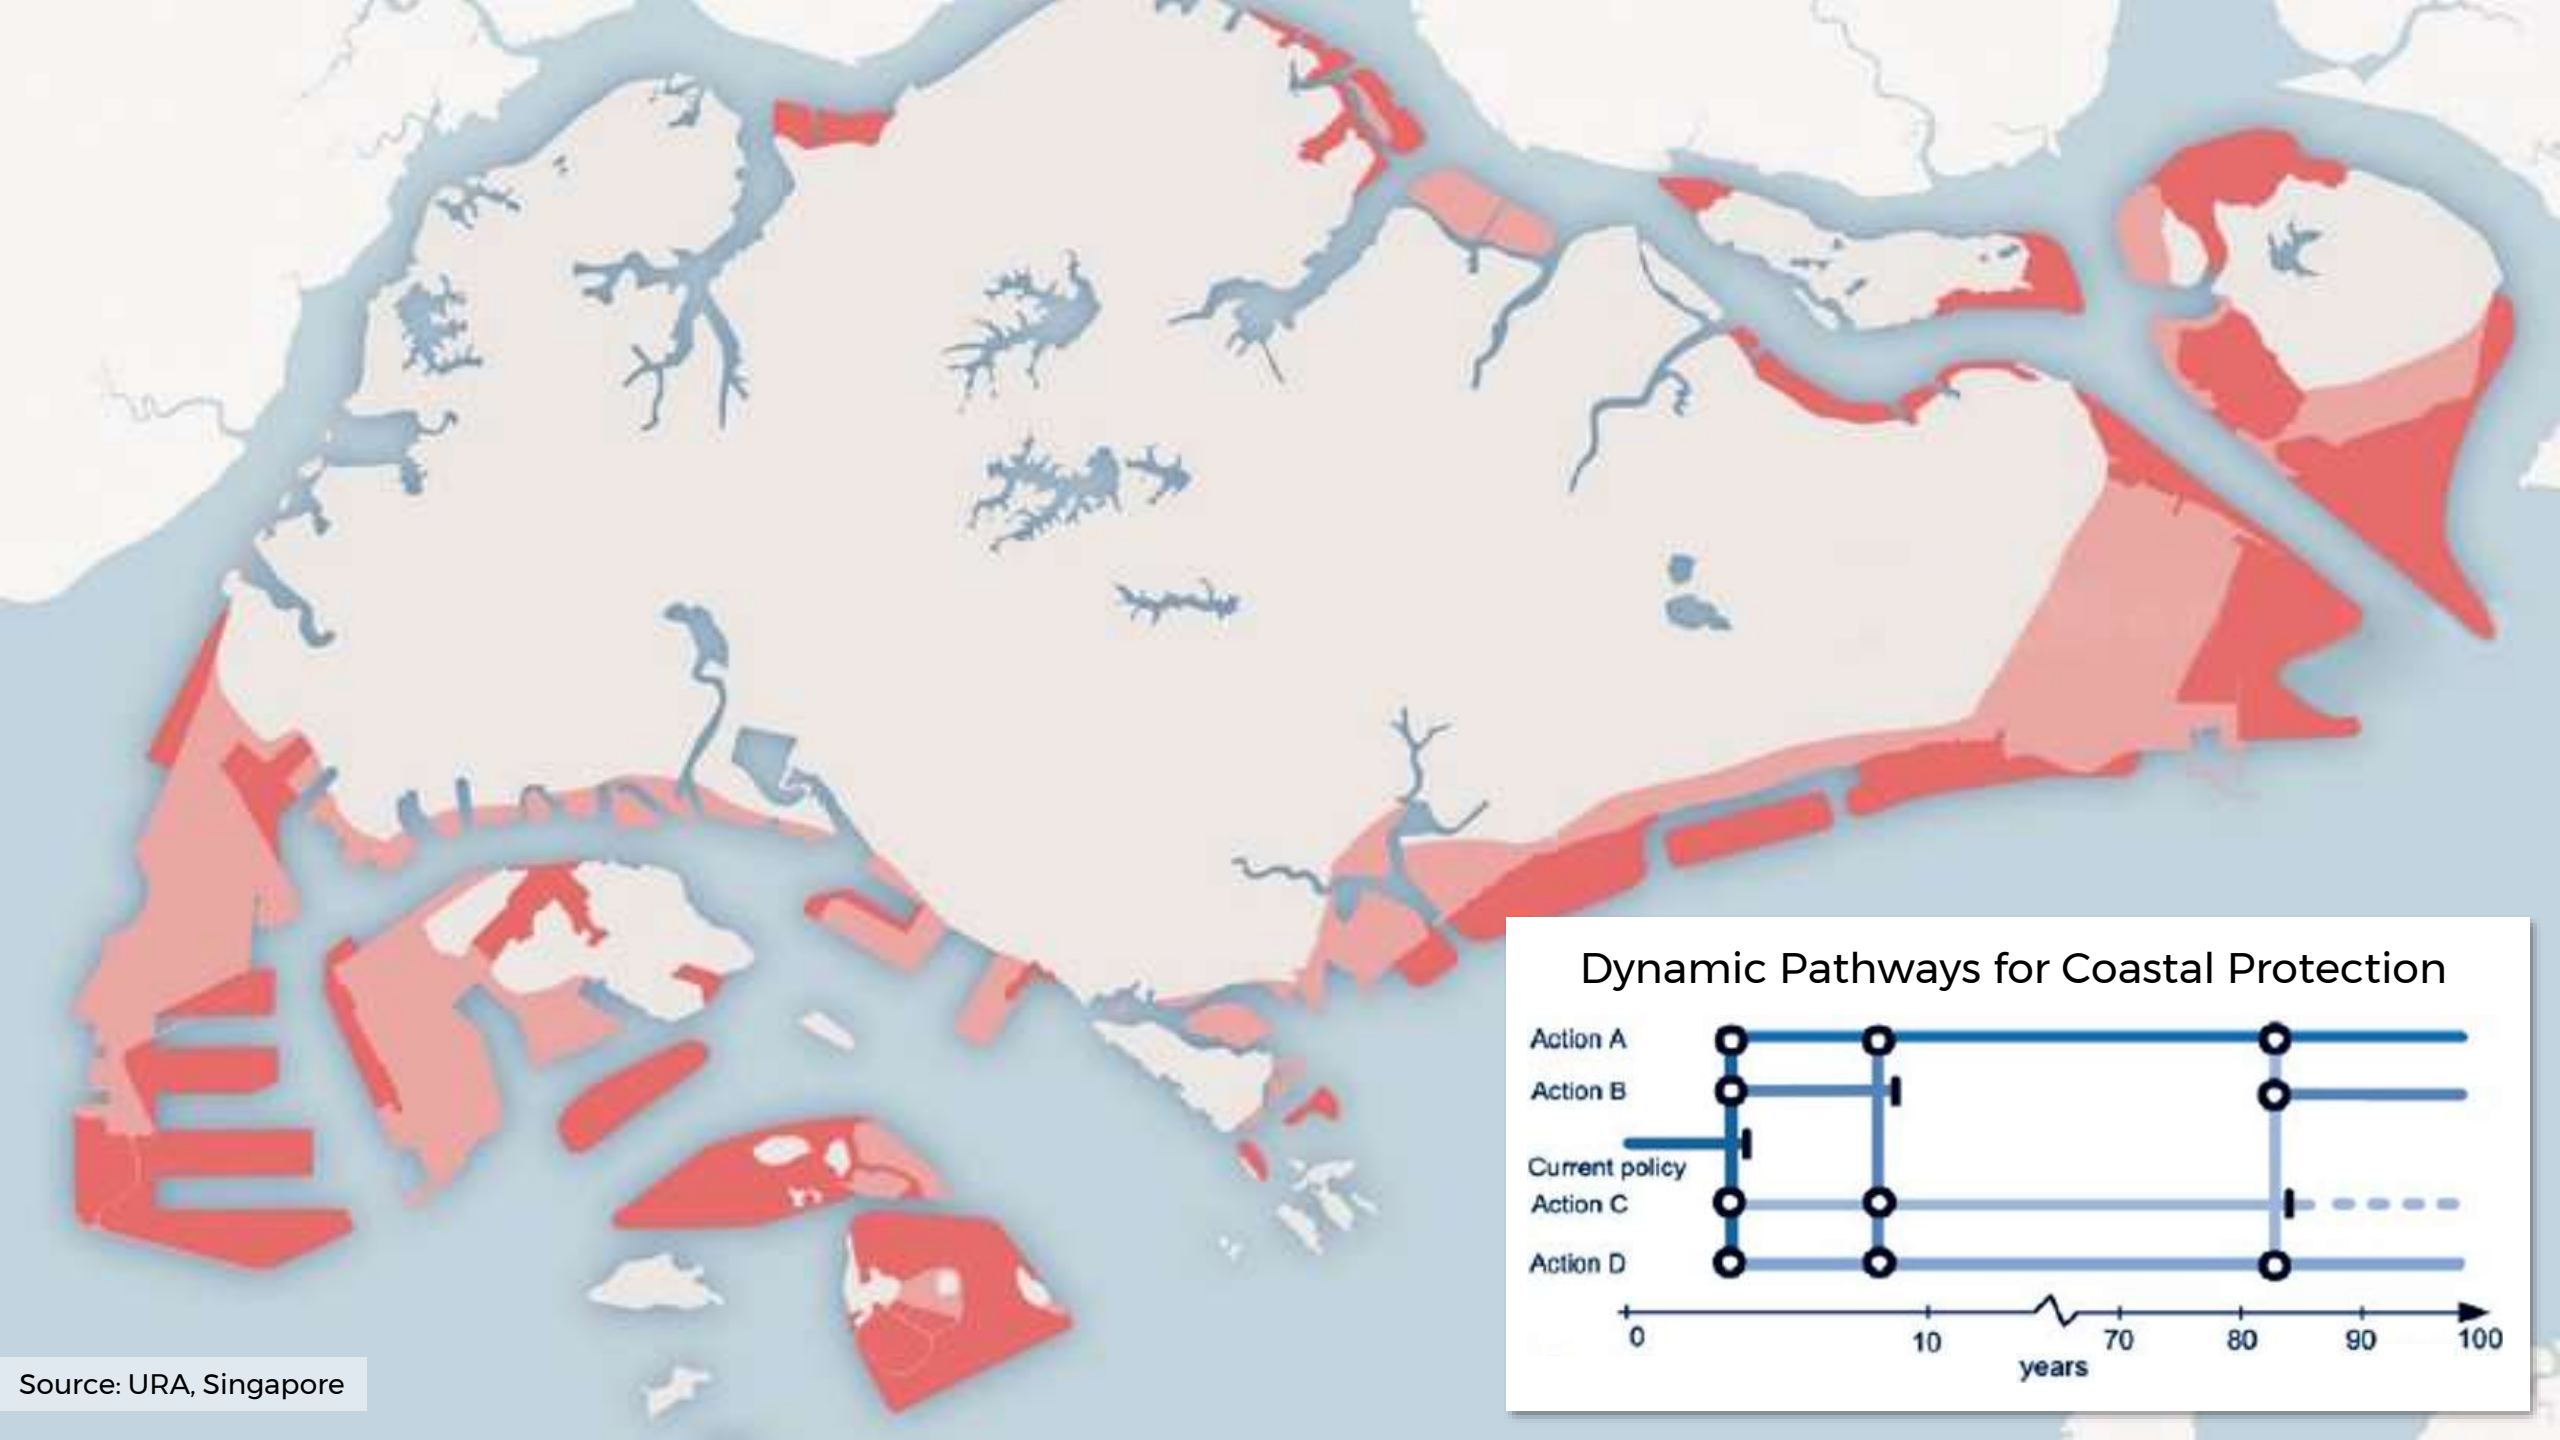 Dynamic Pathways for Coastal Protection
Action A
Action B
Current policy
Action C
Action D
0 10 70 80 90 100
years
Source: URA, Singapore